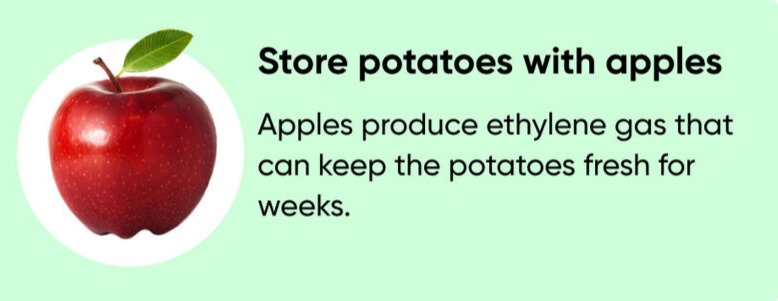 Store potatoes with apples
Apples produce ethylene gas that
can keep the potatoes fresh for
weeks.